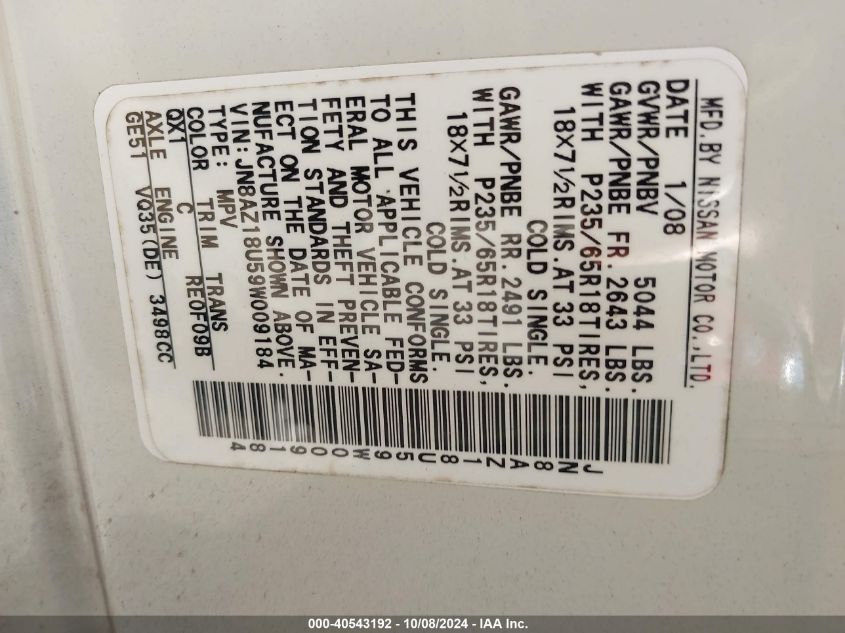 MFD.BY NISSAN MOTOR CO.,LTD.
DATE 1/08
GVWR/PNBV 5044 LBS.
GAWR/PNBE FR. 2643 LBS.
WITH P235/65R18TIRES,
18X7½RIMS.AT 33 PSI
COLD SINGLE.
GAWR/PNBE RR. 2491 LBS.
WITH P235/65R18TIRES,
18X7½RIMS.AT 33 PSI
COLD SINGLE.
THIS VEHICLE CONFORMS
TO ALL APPLICABLE FED-
ERAL MOTOR VEHICLE SA-
FETY AND THEFT PREVEN-
TION STANDARDS IN EFF-
ECT ON THE DATE OF MA-
NUFACTURE SHOWN ABOVE.
VIN: JN8AZ18U59W009184
TYPE: MPV
COLOR TRIM TRANS
QX1 C RE0F09B
AXLE ENGINE
GE51 VQ35(DE) 3498CC
JN8AZ18U59W009184
000-40543192 - 10/08/2024 - IAA Inc.